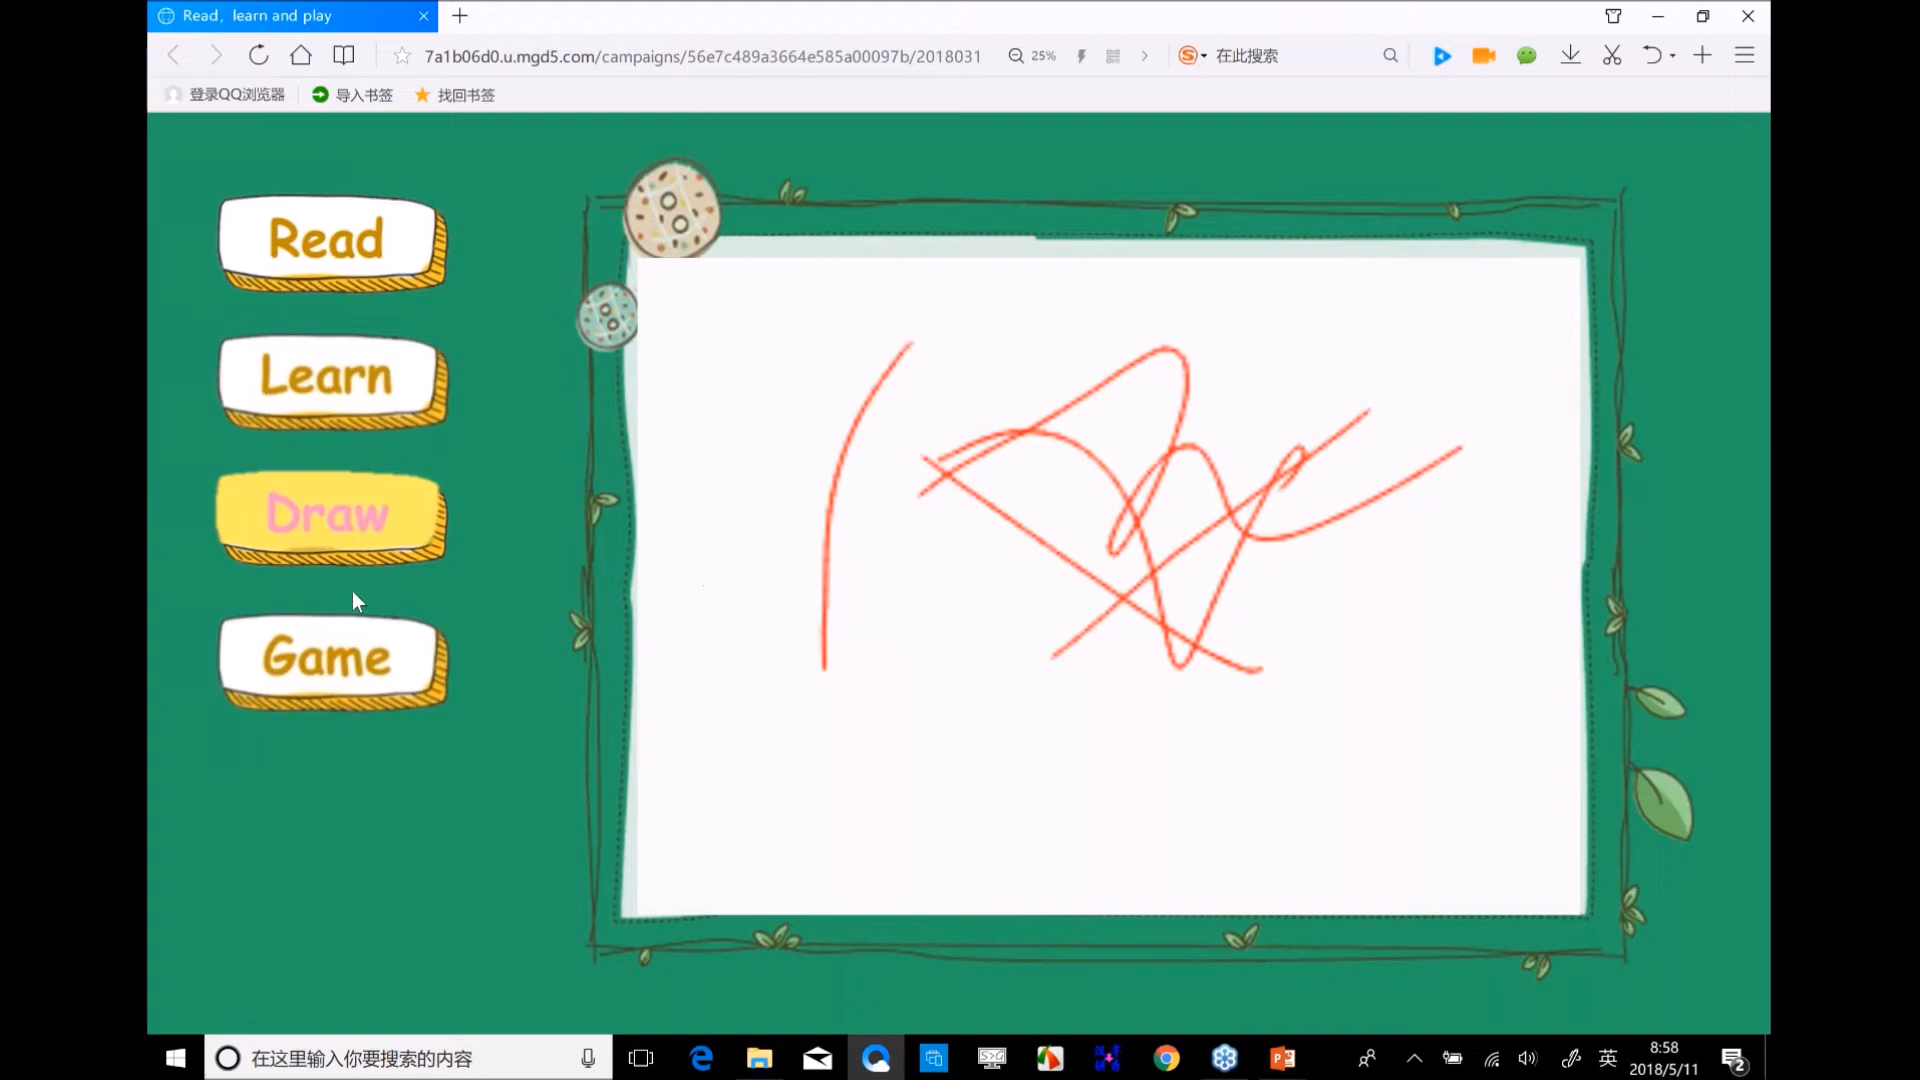 Read, learn and play
7a1b06d0.u.mgd5.com/campaigns/56e7c489a3664e585a00097b/2018031
25%
在此搜索
登录QQ浏览器
导入书签
找回书签
Read
Learn
Draw
Game
在这里输入你要搜索的内容
英
8:58
2018/5/11
2